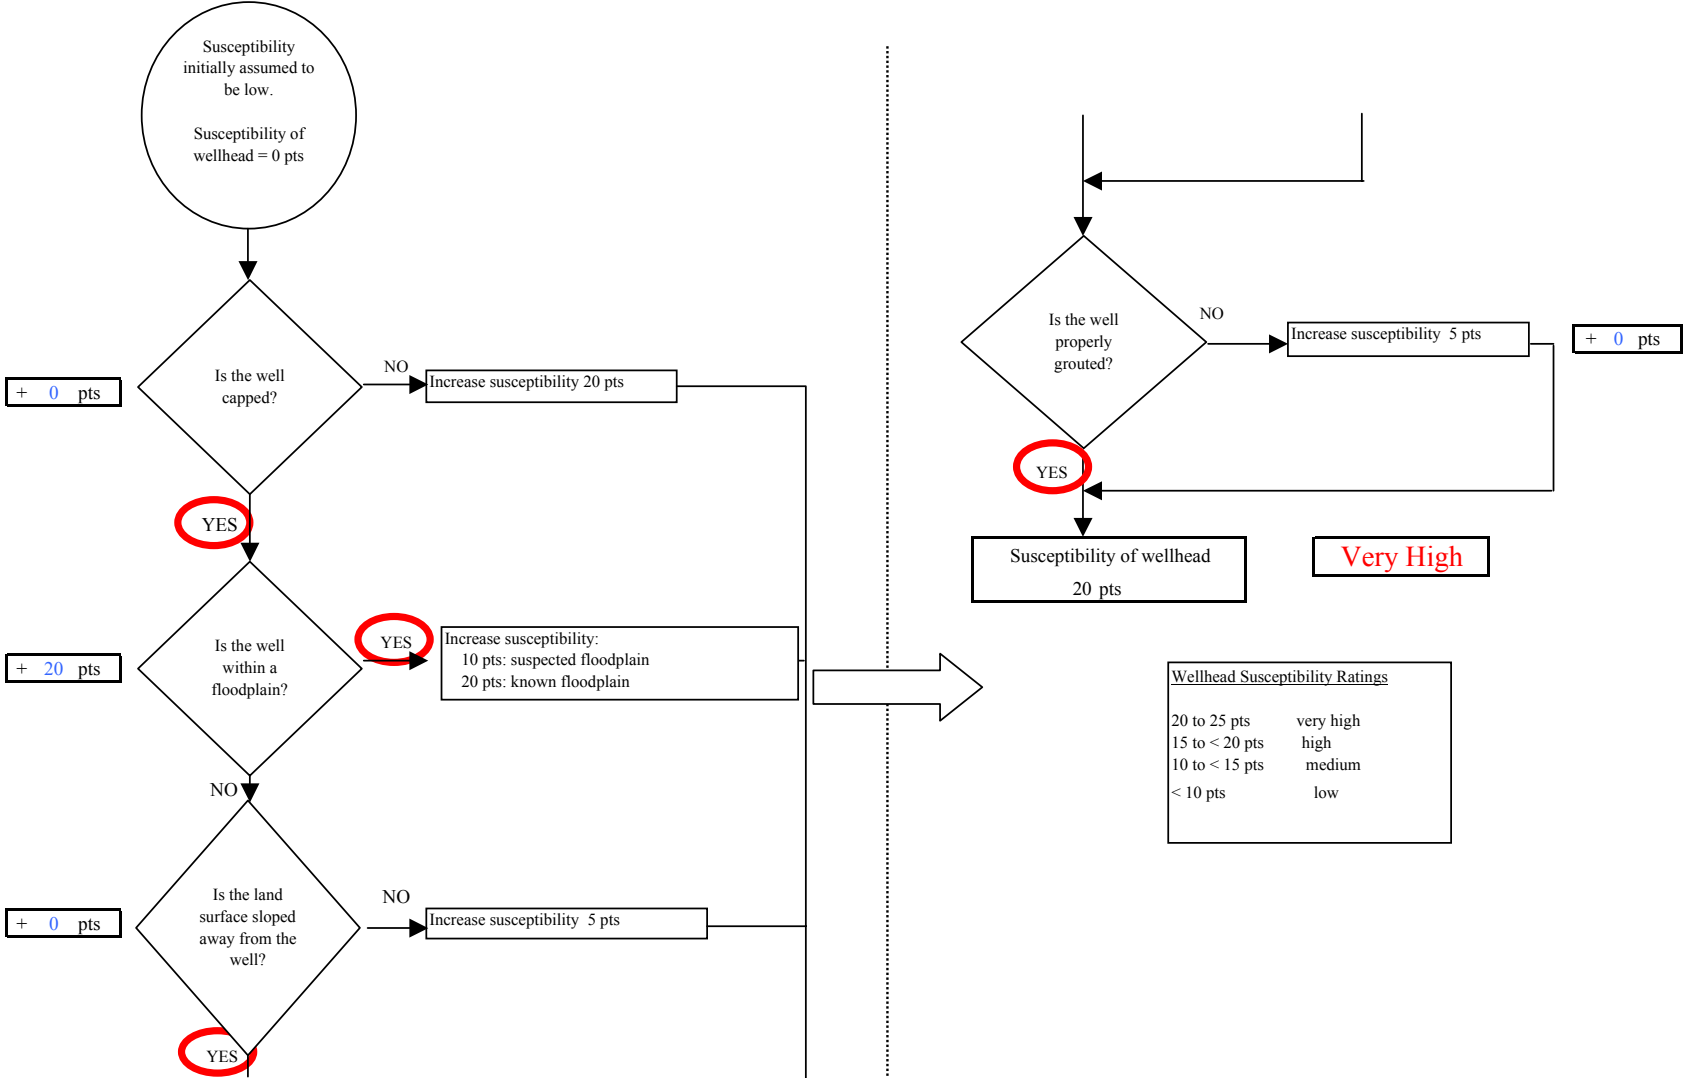 Susceptibility
initially assumed to
be low.
Susceptibility of
wellhead = 0 pts
Is the well
capped?
NO
Increase susceptibility 20 pts
+ 0 pts
YES
Is the well
within a
floodplain?
YES
Increase susceptibility:
10 pts: suspected floodplain
20 pts: known floodplain
+ 20 pts
NO
Is the land
surface sloped
away from the
well?
NO
Increase susceptibility 5 pts
+ 0 pts
YES
Is the well
properly
grouted?
NO
Increase susceptibility 5 pts
+ 0 pts
YES
Susceptibility of wellhead
20 pts
Very High
Wellhead Susceptibility Ratings
20 to 25 pts very high
15 to < 20 pts high
10 to < 15 pts medium
< 10 pts low